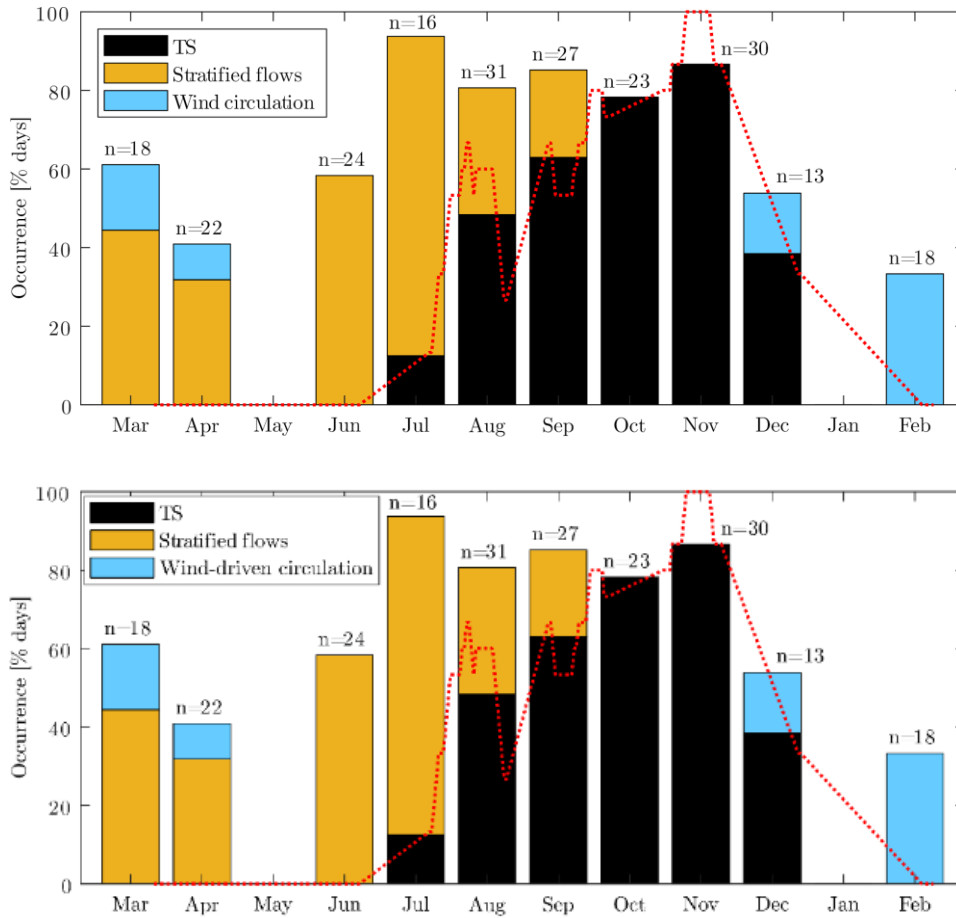 100
80
60
40
20
0
Occurrence [% days]
TS
Stratified flows
Wind circulation
n=18
n=22
n=24
n=16
n=31
n=27
n=23
n=30
n=13
n=18
Mar Apr May Jun Jul Aug Sep Oct Nov Dec Jan Feb
100
80
60
40
20
0
Occurrence [% days]
TS
Stratified flows
Wind-driven circulation
n=18
n=22
n=24
n=16
n=31
n=27
n=23
n=30
n=13
n=18
Mar Apr May Jun Jul Aug Sep Oct Nov Dec Jan Feb